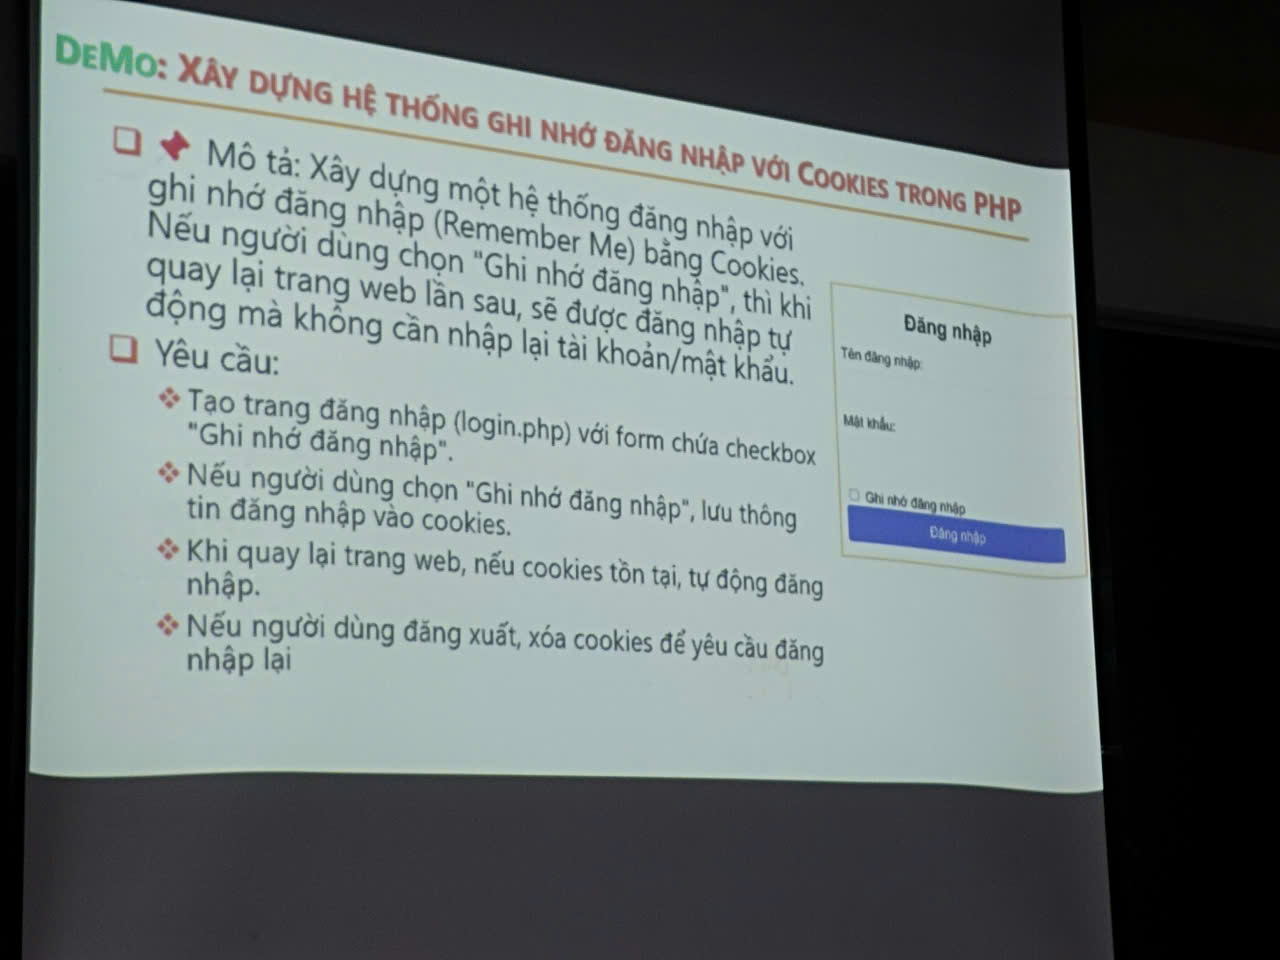 DEMO: XÂY DỰNG HỆ THỐNG GHI NHỚ ĐĂNG NHẬP VỚI COOKIES TRONG PHP
Mô tả: Xây dựng một hệ thống đăng nhập với
ghi nhớ đăng nhập (Remember Me) bằng Cookies.
Nếu người dùng chọn "Ghi nhớ đăng nhập", thì khi
quay lại trang web lần sau, sẽ được đăng nhập tự
động mà không cần nhập lại tài khoản/mật khẩu.
Yêu cầu:
Tạo trang đăng nhập (login.php) với form chứa checkbox
"Ghi nhớ đăng nhập".
Nếu người dùng chọn "Ghi nhớ đăng nhập", lưu thông
tin đăng nhập vào cookies.
Khi quay lại trang web, nếu cookies tồn tại, tự động đăng
nhập.
Nếu người dùng đăng xuất, xóa cookies để yêu cầu đăng
nhập lại
Đăng nhập
Tên đăng nhập:
Mật khẩu:
Ghi nhớ đăng nhập
Đăng nhập